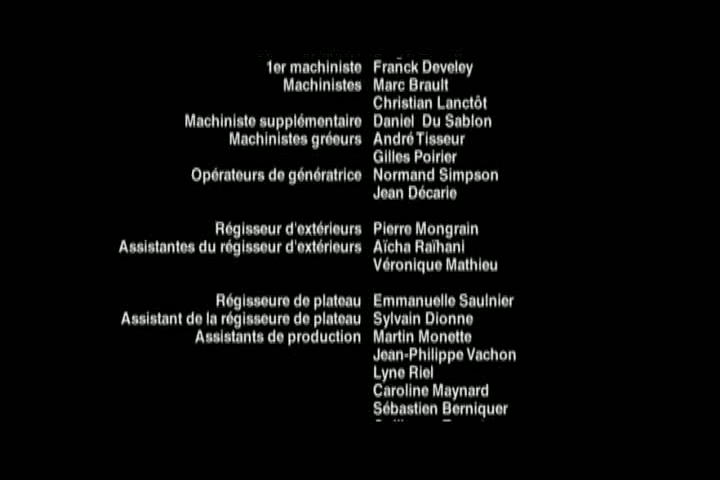 1er machiniste Franck Develey
Machinistes Marc Brault
Christian Lanctôt
Machiniste supplémentaire Daniel Du Sablon
Machinistes gréeurs André Tisseur
Gilles Poirier
Opérateurs de génératrice Normand Simpson
Jean Décarie
Régisseur d'extérieurs Pierre Mongrain
Assistantes du régisseur d'extérieurs Aïcha Raïhani
Véronique Mathieu
Régisseure de plateau Emmanuelle Saulnier
Assistant de la régisseure de plateau Sylvain Dionne
Assistants de production Martin Monette
Jean-Philippe Vachon
Lyne Riel
Caroline Maynard
Sébastien Berniquer